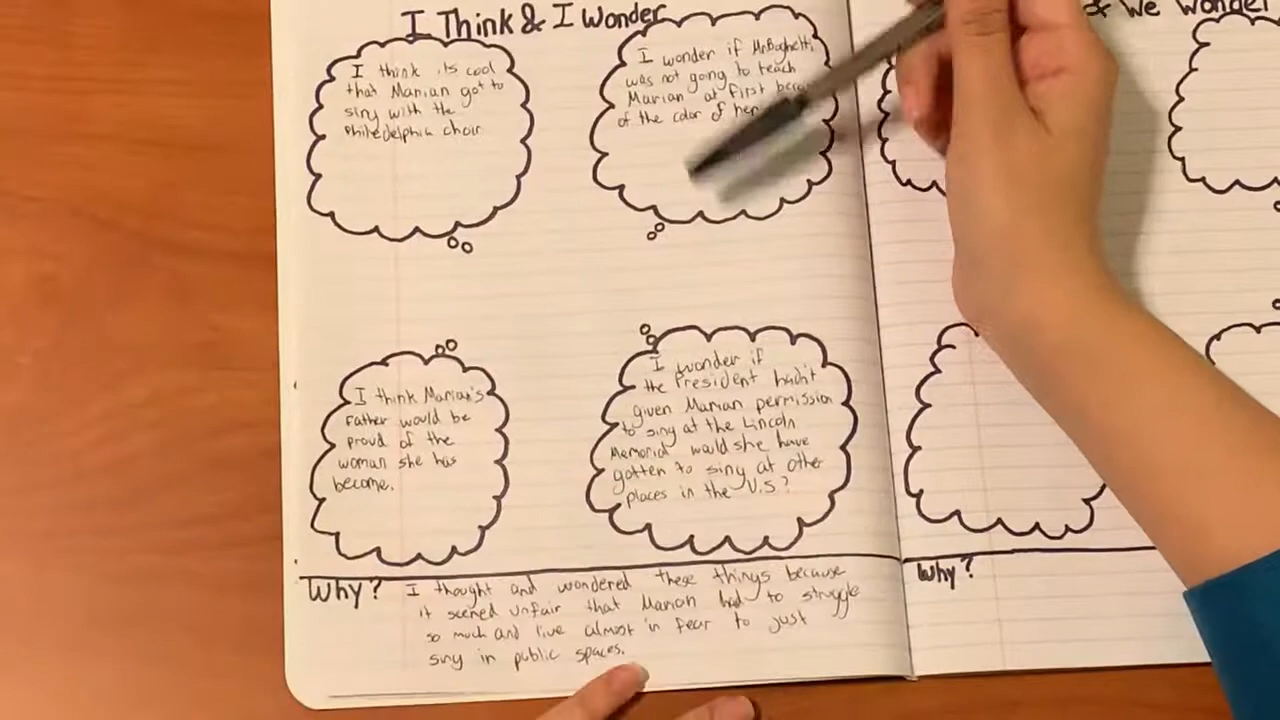 I Think & I Wonder
& We Wonder
I think its cool
that Marian got to
sing with the
Philedelphia choir
I wonder if Mr.Boghetti
was not going to teach
Marian at first
of the color of her
I think Marian's
Father would be
proud of the
woman she has
become.
I wonder if
the President hadn't
given Marian permission
to sing at the Lincoln
Memorial would she have
gotten to sing at other
places in the U.S?
Why? I thought and wondered these things because
it seemed unfair that Marion had to struggle
so much and live almost in fear to just
sing in public spaces.
Why?